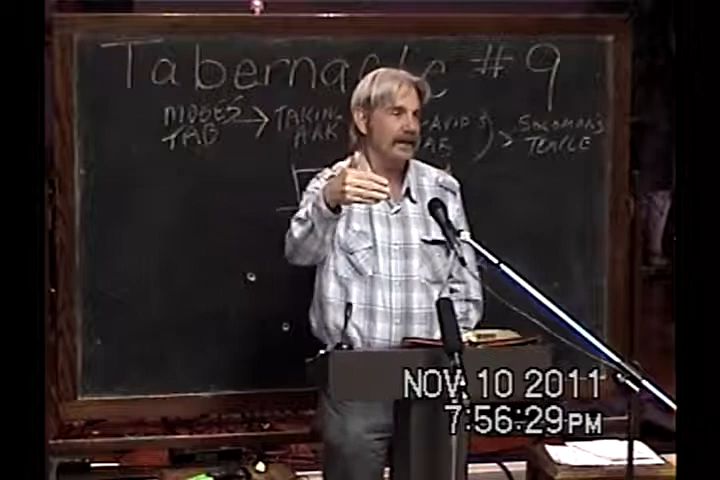 Tabernacle # 9
MOSES → TAKING SOLOMON'S
TAB ARK TEMPLE
NOV 10 2011
7:56:29 PM